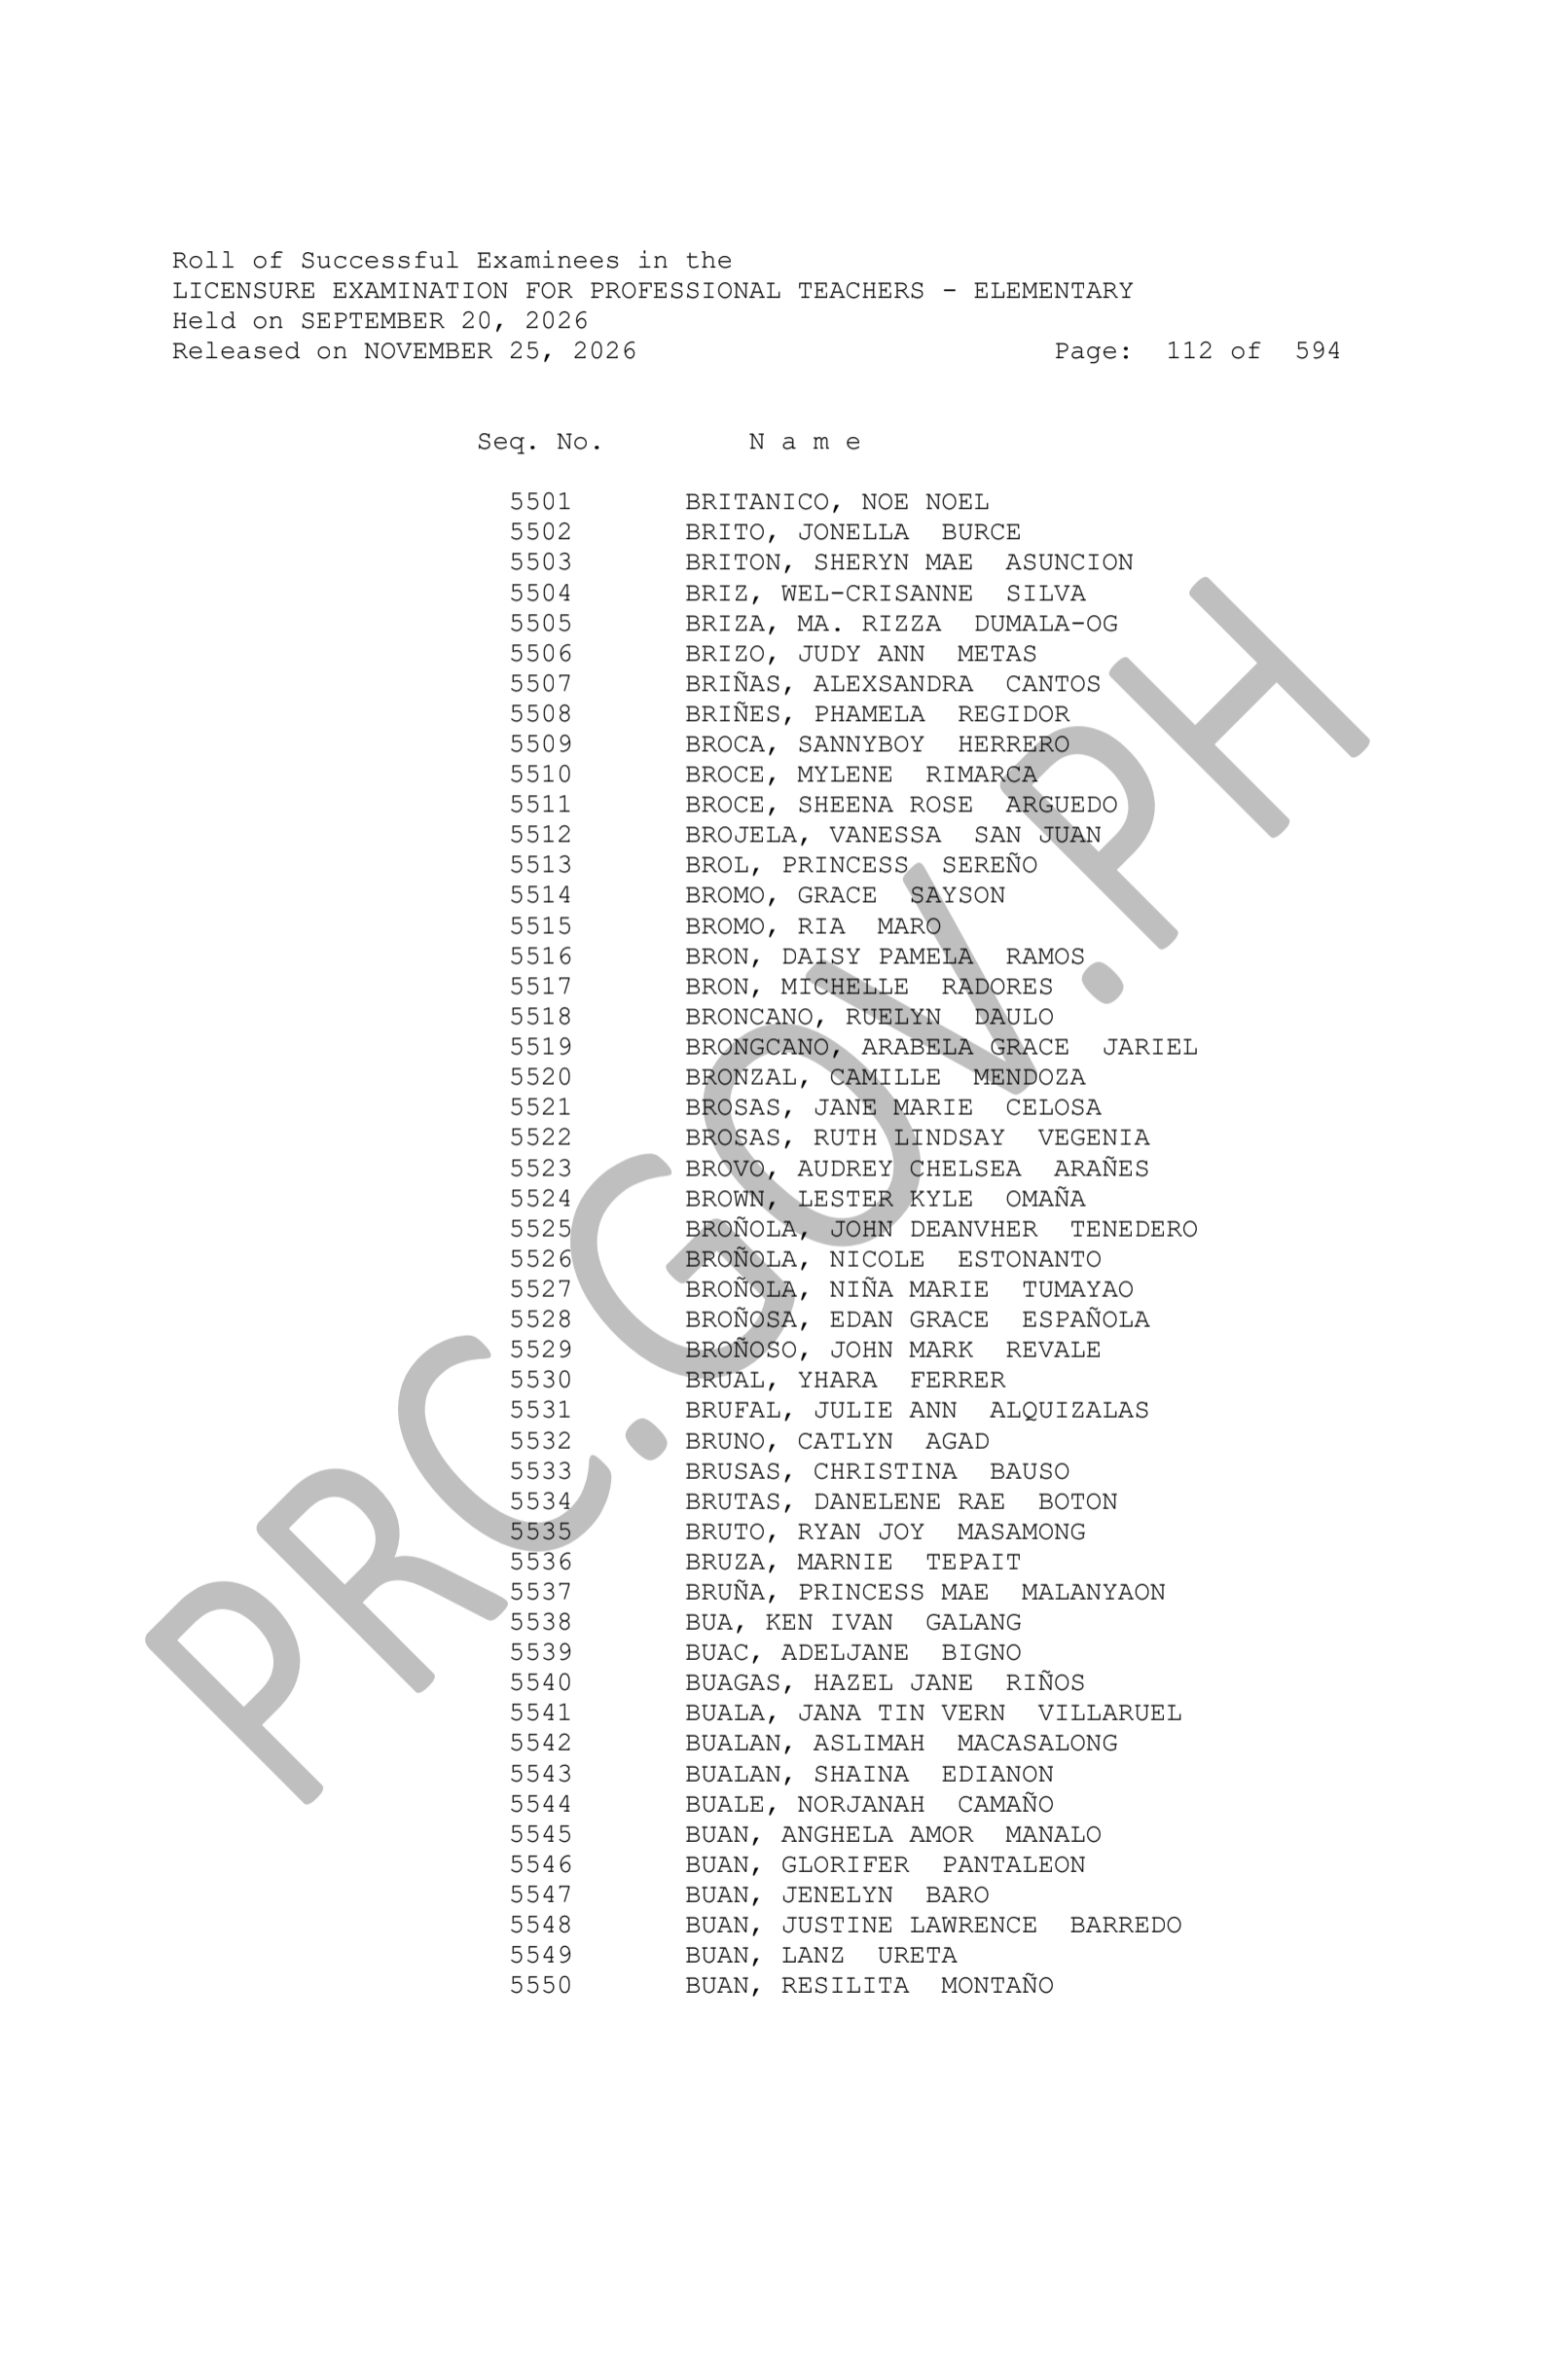 Roll of Successful Examinees in the
LICENSURE EXAMINATION FOR PROFESSIONAL TEACHERS - ELEMENTARY
Held on SEPTEMBER 20, 2026
Released on NOVEMBER 25, 2026 Page: 112 of 594
Seq. No. N a m e
5501 BRITANICO, NOE NOEL
5502 BRITO, JONELLA BURCE
5503 BRITON, SHERYN MAE ASUNCION
5504 BRIZ, WEL-CRISANNE SILVA
5505 BRIZA, MA. RIZZA DUMALA-OG
5506 BRIZO, JUDY ANN METAS
5507 BRIÑAS, ALEXSANDRA CANTOS
5508 BRIÑES, PHAMELA REGIDOR
5509 BROCA, SANNYBOY HERRERO
5510 BROCE, MYLENE RIMARCA
5511 BROCE, SHEENA ROSE ARGUEDO
5512 BROJELA, VANESSA SAN JUAN
5513 BROL, PRINCESS SEREÑO
5514 BROMO, GRACE SAYSON
5515 BROMO, RIA MARO
5516 BRON, DAISY PAMELA RAMOS
5517 BRON, MICHELLE RADORES
5518 BRONCANO, RUELYN DAULO
5519 BRONGCANO, ARABELA GRACE JARIEL
5520 BRONZAL, CAMILLE MENDOZA
5521 BROSAS, JANE MARIE CELOSA
5522 BROSAS, RUTH LINDSAY VEGENIA
5523 BROVO, AUDREY CHELSEA ARAÑES
5524 BROWN, LESTER KYLE OMAÑA
5525 BROÑOLA, JOHN DEANVHER TENEDERO
5526 BROÑOLA, NICOLE ESTONANTO
5527 BROÑOLA, NIÑA MARIE TUMAYAO
5528 BROÑOSA, EDAN GRACE ESPAÑOLA
5529 BROÑOSO, JOHN MARK REVALE
5530 BRUAL, YHARA FERRER
5531 BRUFAL, JULIE ANN ALQUIZALAS
5532 BRUNO, CATLYN AGAD
5533 BRUSAS, CHRISTINA BAUSO
5534 BRUTAS, DANELENE RAE BOTON
5535 BRUTO, RYAN JOY MASAMONG
5536 BRUZA, MARNIE TEPAIT
5537 BRUÑA, PRINCESS MAE MALANYAON
5538 BUA, KEN IVAN GALANG
5539 BUAC, ADELJANE BIGNO
5540 BUAGAS, HAZEL JANE RIÑOS
5541 BUALA, JANA TIN VERN VILLARUEL
5542 BUALAN, ASLIMAH MACASALONG
5543 BUALAN, SHAINA EDIANON
5544 BUALE, NORJANAH CAMAÑO
5545 BUAN, ANGHELA AMOR MANALO
5546 BUAN, GLORIFER PANTALEON
5547 BUAN, JENELYN BARO
5548 BUAN, JUSTINE LAWRENCE BARREDO
5549 BUAN, LANZ URETA
5550 BUAN, RESILITA MONTAÑO
PRC.GOV.PH